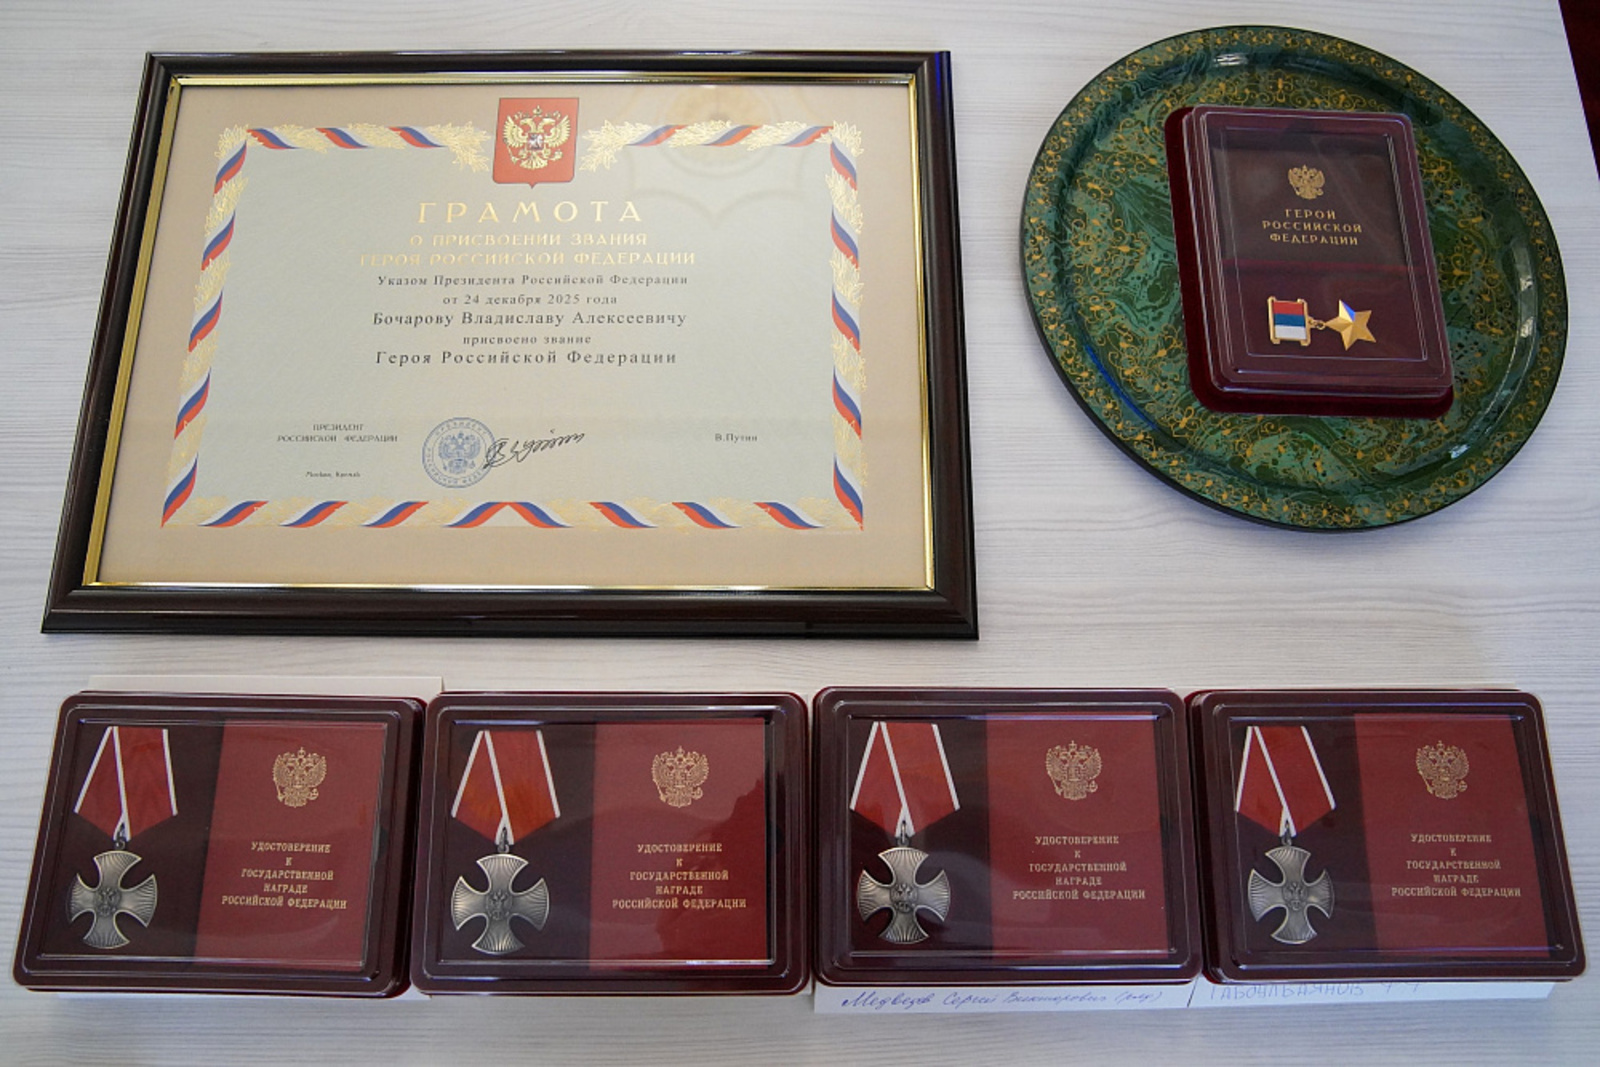 ГРАМОТА
О ПРИСВОЕНИИ ЗВАНИЯ
ГЕРОЯ РОССИЙСКОЙ ФЕДЕРАЦИИ
Указом Президента Российской Федерации
от 24 декабря 2025 года
Бочарову Владиславу Алексеевичу
присвоено звание
Героя Российской Федерации
ПРЕЗИДЕНТ
РОССИЙСКОЙ ФЕДЕРАЦИИ
В.Путин
Москва, Кремль
ГЕРОЙ
РОССИЙСКОЙ
ФЕДЕРАЦИИ
УДОСТОВЕРЕНИЕ
К
ГОСУДАРСТВЕННОЙ
НАГРАДЕ
РОССИЙСКОЙ ФЕДЕРАЦИИ
УДОСТОВЕРЕНИЕ
К
ГОСУДАРСТВЕННОЙ
НАГРАДЕ
РОССИЙСКОЙ ФЕДЕРАЦИИ
УДОСТОВЕРЕНИЕ
К
ГОСУДАРСТВЕННОЙ
НАГРАДЕ
РОССИЙСКОЙ ФЕДЕРАЦИИ
УДОСТОВЕРЕНИЕ
К
ГОСУДАРСТВЕННОЙ
НАГРАДЕ
РОССИЙСКОЙ ФЕДЕРАЦИИ
Медведев Сергей Викторович